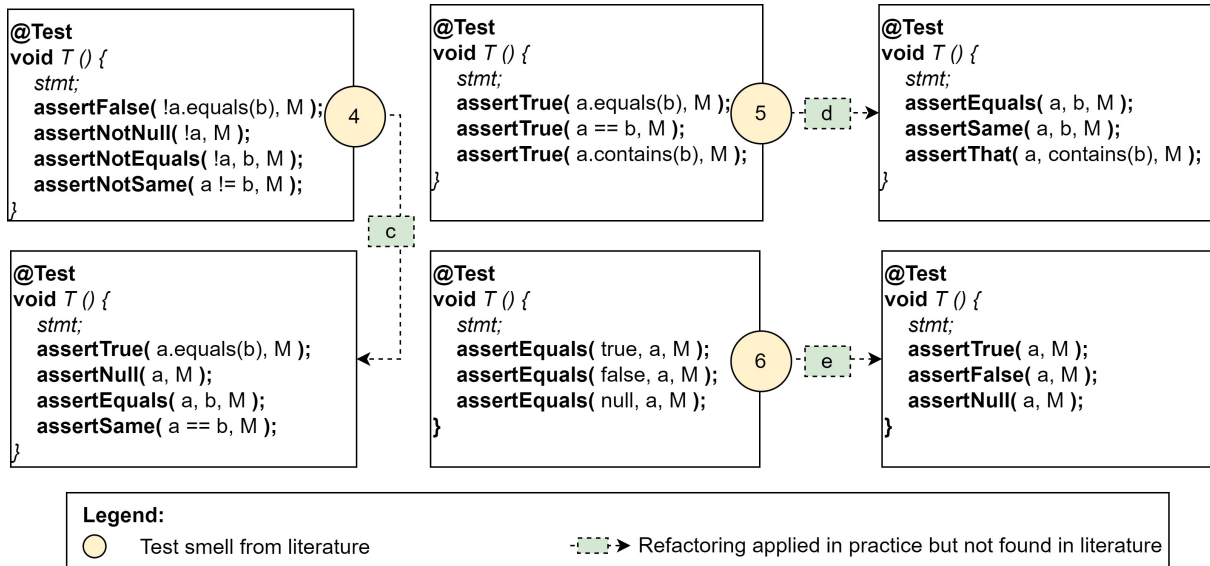 @Test
void T () {
stmt;
assertFalse( !a.equals(b), M );
assertNotNull( !a, M );
assertNotEquals( !a, b, M );
assertNotSame( a != b, M );
}
4
c
@Test
void T () {
stmt;
assertTrue( a.equals(b), M );
assertNull( a, M );
assertEquals( a, b, M );
assertSame( a == b, M );
}
@Test
void T () {
stmt;
assertTrue( a.equals(b), M );
assertTrue( a == b, M );
assertTrue( a.contains(b), M );
}
5
d
@Test
void T () {
stmt;
assertEquals( a, b, M );
assertSame( a, b, M );
assertThat( a, contains(b), M );
}
@Test
void T () {
stmt;
assertEquals( true, a, M );
assertEquals( false, a, M );
assertEquals( null, a, M );
}
6
e
@Test
void T () {
stmt;
assertTrue( a, M );
assertFalse( a, M );
assertNull( a, M );
}
Legend:
Test smell from literature
Refactoring applied in practice but not found in literature